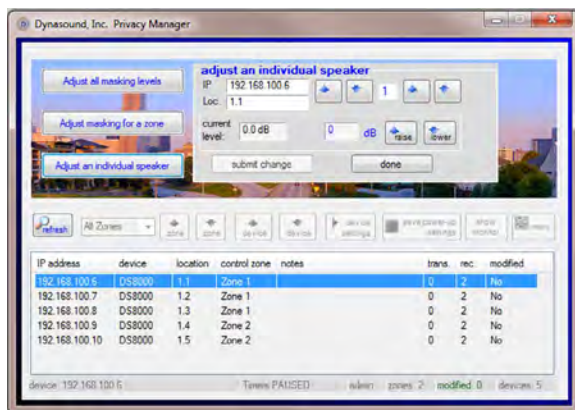 Dynasound, Inc. Privacy Manager
Adjust all masking levels
Adjust masking for a zone
Adjust an individual speaker
adjust an individual speaker
IP 192.168.100.6
1
Loc. 1.1
current level: 0.0 dB
0 dB
raise
lower
submit change
done
refresh
All Zones
zone
zone
device
device
device settings
save power-up settings
show monitor
menu
IP address device location control zone notes trans. rec. modified
192.168.100.6 DS8000 1.1 Zone 1 0 2 No
192.168.100.7 DS8000 1.2 Zone 1 0 2 No
192.168.100.8 DS8000 1.3 Zone 1 0 2 No
192.168.100.9 DS8000 1.4 Zone 2 0 2 No
192.168.100.10 DS8000 1.5 Zone 2 0 2 No
device: 192.168.100.6 Timers PAUSED admin zones: 2 modified: 0 devices: 5